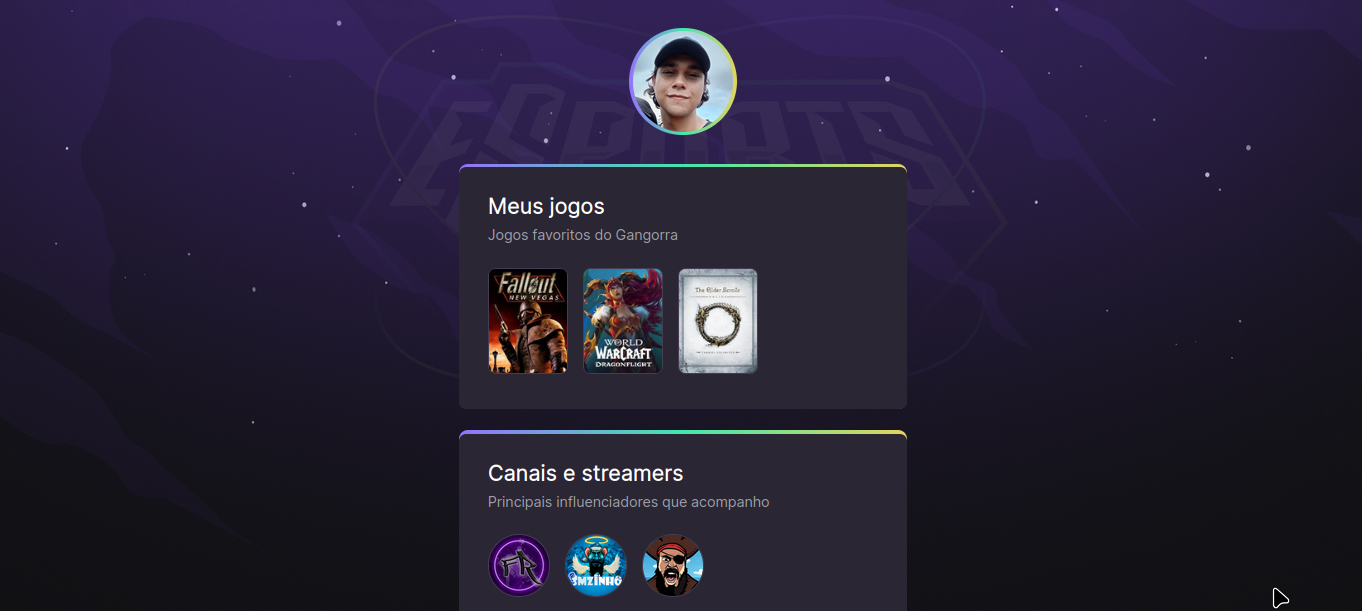 ESPORTS
Meus jogos
Jogos favoritos do Gangorra
Fallout
NEW VEGAS
WORLD
WARCRAFT
DRAGONFLIGHT
The Elder Scrolls
Canais e streamers
Principais influenciadores que acompanho
FR